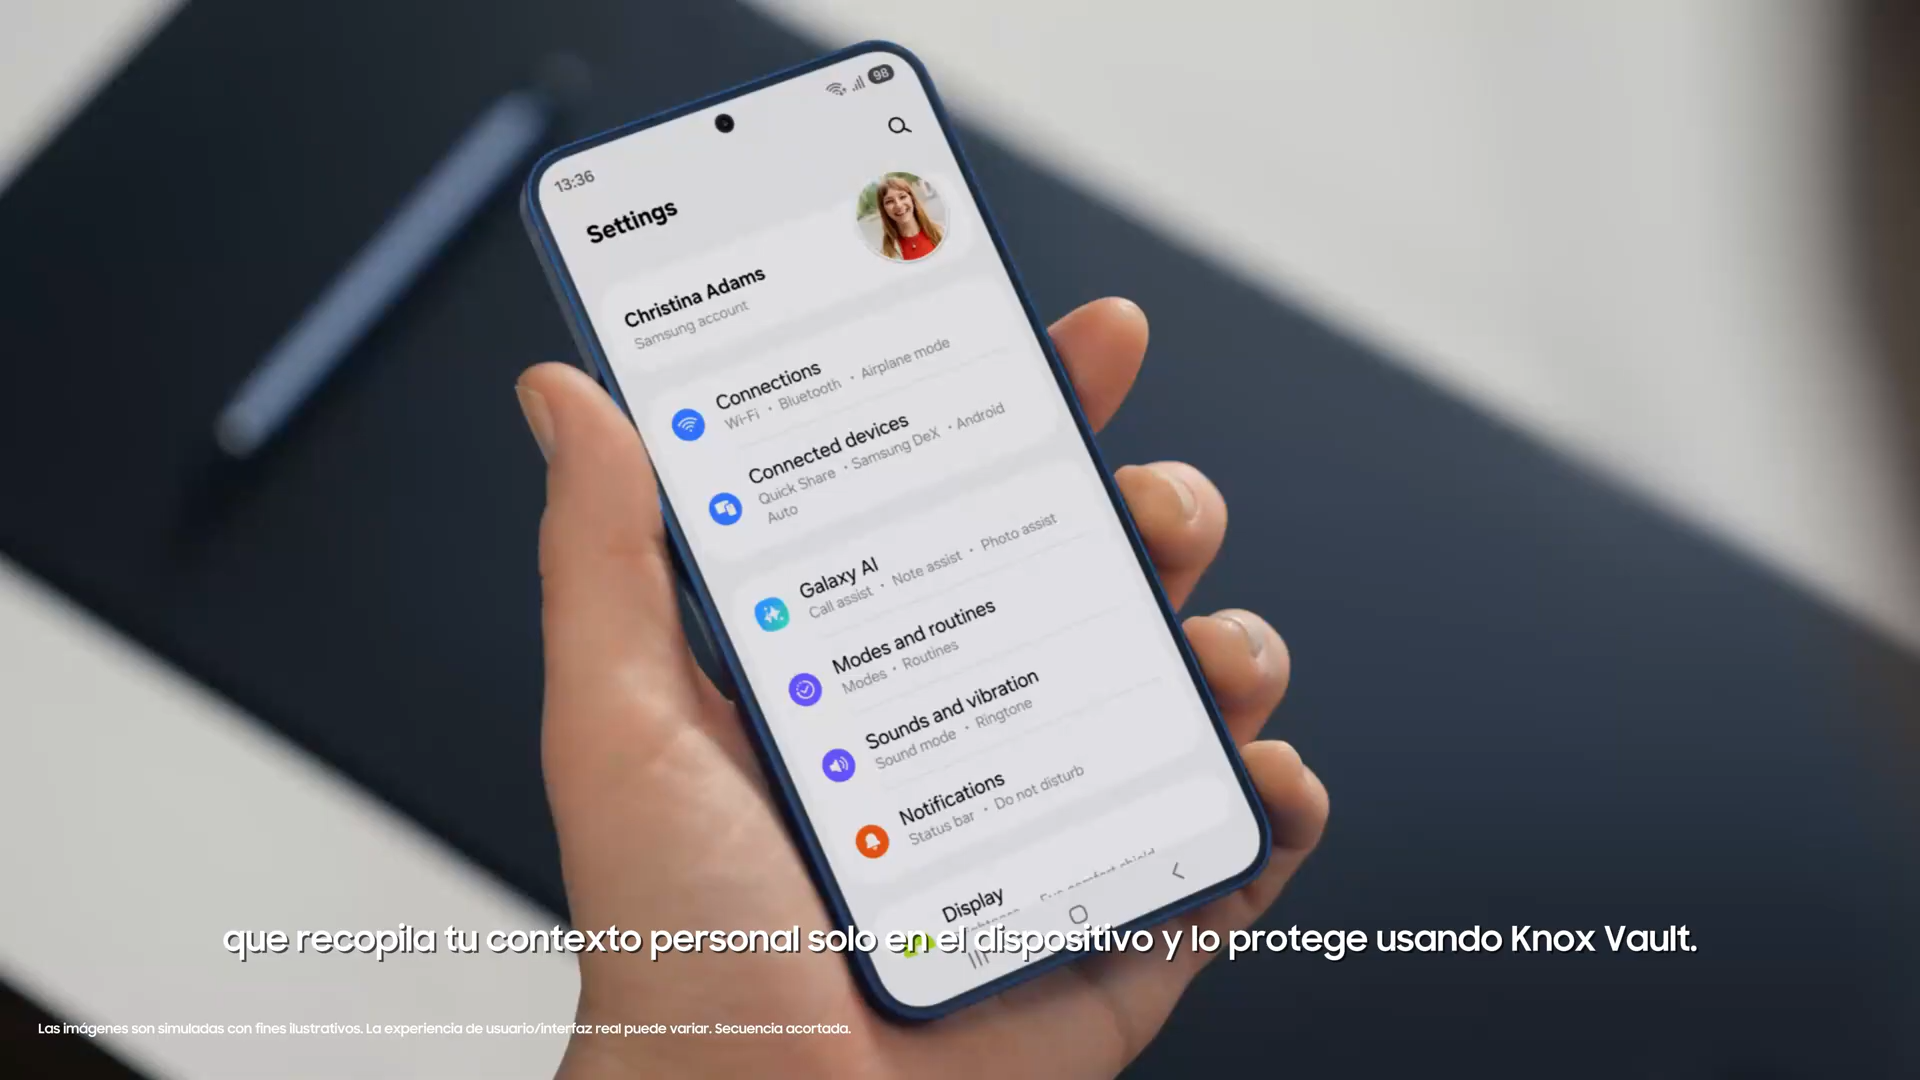 98
13:36
Settings
Christina Adams
Samsung account
Connections
Wi-Fi • Bluetooth • Airplane mode
Connected devices
Quick Share • Samsung DeX • Android
Auto
Galaxy AI
Call assist • Note assist • Photo assist
Modes and routines
Modes • Routines
Sounds and vibration
Sound mode • Ringtone
Notifications
Status bar • Do not disturb
Display
que recopila tu contexto personal solo en el dispositivo y lo protege usando Knox Vault.
Las imágenes son simuladas con fines ilustrativos. La experiencia de usuario/interfaz real puede variar. Secuencia acortada.